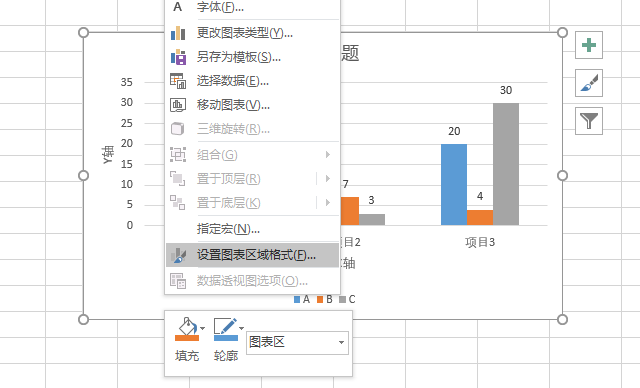 A 字体(F)...
更改图表类型(Y)...
另存为模板(S)...
选择数据(E)...
移动图表(V)...
三维旋转(R)...
组合(G)
置于顶层(R)
置于底层(K)
指定宏(N)...
设置图表区域格式(F)...
数据透视图选项(O)...
填充
轮廓
图表区
题
35
30
25
20
15
10
5
0
Y轴
7
3
20
4
30
项目2
项目3
轴
A
B
C